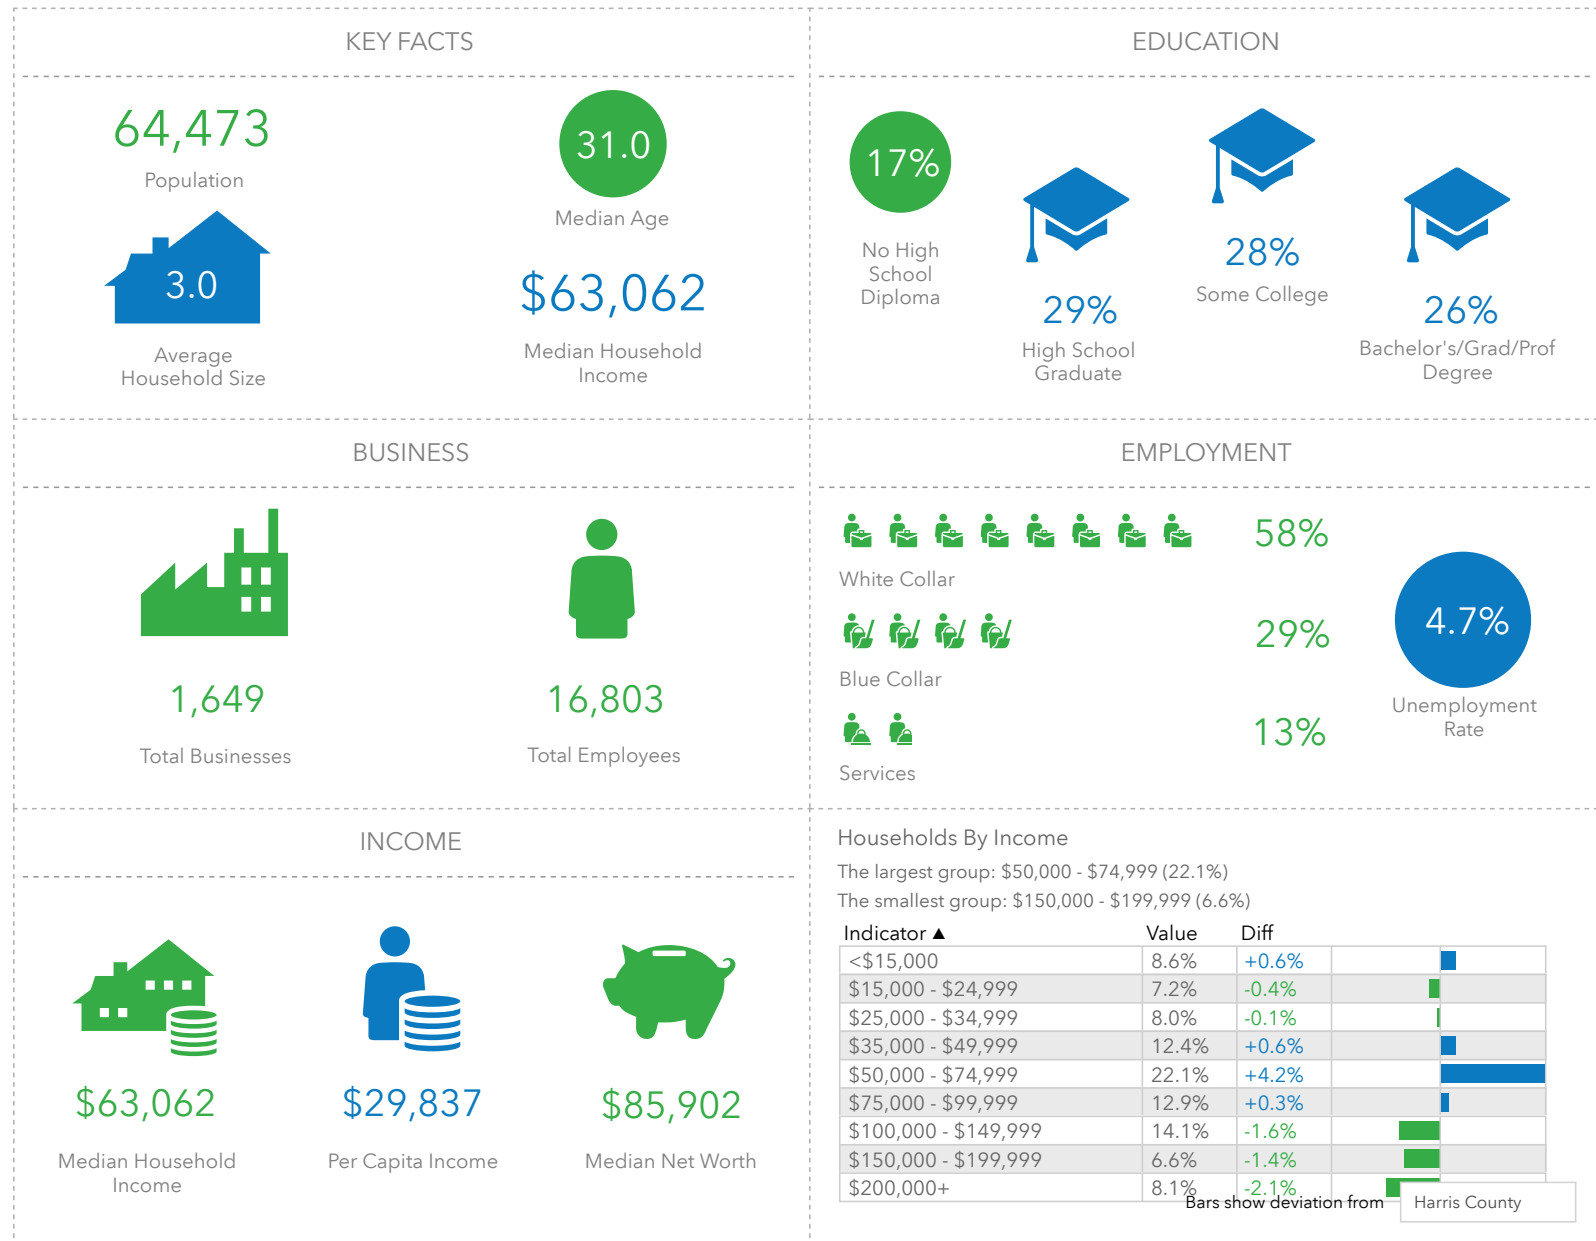 KEY FACTS
64,473
Population
31.0
Median Age
3.0
Average
Household Size
$63,062
Median Household
Income
EDUCATION
17%
No High
School
Diploma
29%
High School
Graduate
28%
Some College
26%
Bachelor's/Grad/Prof
Degree
BUSINESS
1,649
Total Businesses
16,803
Total Employees
EMPLOYMENT
58%
White Collar
29%
Blue Collar
13%
Services
4.7%
Unemployment
Rate
INCOME
$63,062
Median Household
Income
$29,837
Per Capita Income
$85,902
Median Net Worth
Households By Income
The largest group: $50,000 - $74,999 (22.1%)
The smallest group: $150,000 - $199,999 (6.6%)
Indicator ▲ Value Diff
<$15,000 8.6% +0.6%
$15,000 - $24,999 7.2% -0.4%
$25,000 - $34,999 8.0% -0.1%
$35,000 - $49,999 12.4% +0.6%
$50,000 - $74,999 22.1% +4.2%
$75,000 - $99,999 12.9% +0.3%
$100,000 - $149,999 14.1% -1.6%
$150,000 - $199,999 6.6% -1.4%
$200,000+ 8.1% -2.1%
Bars show deviation from Harris County